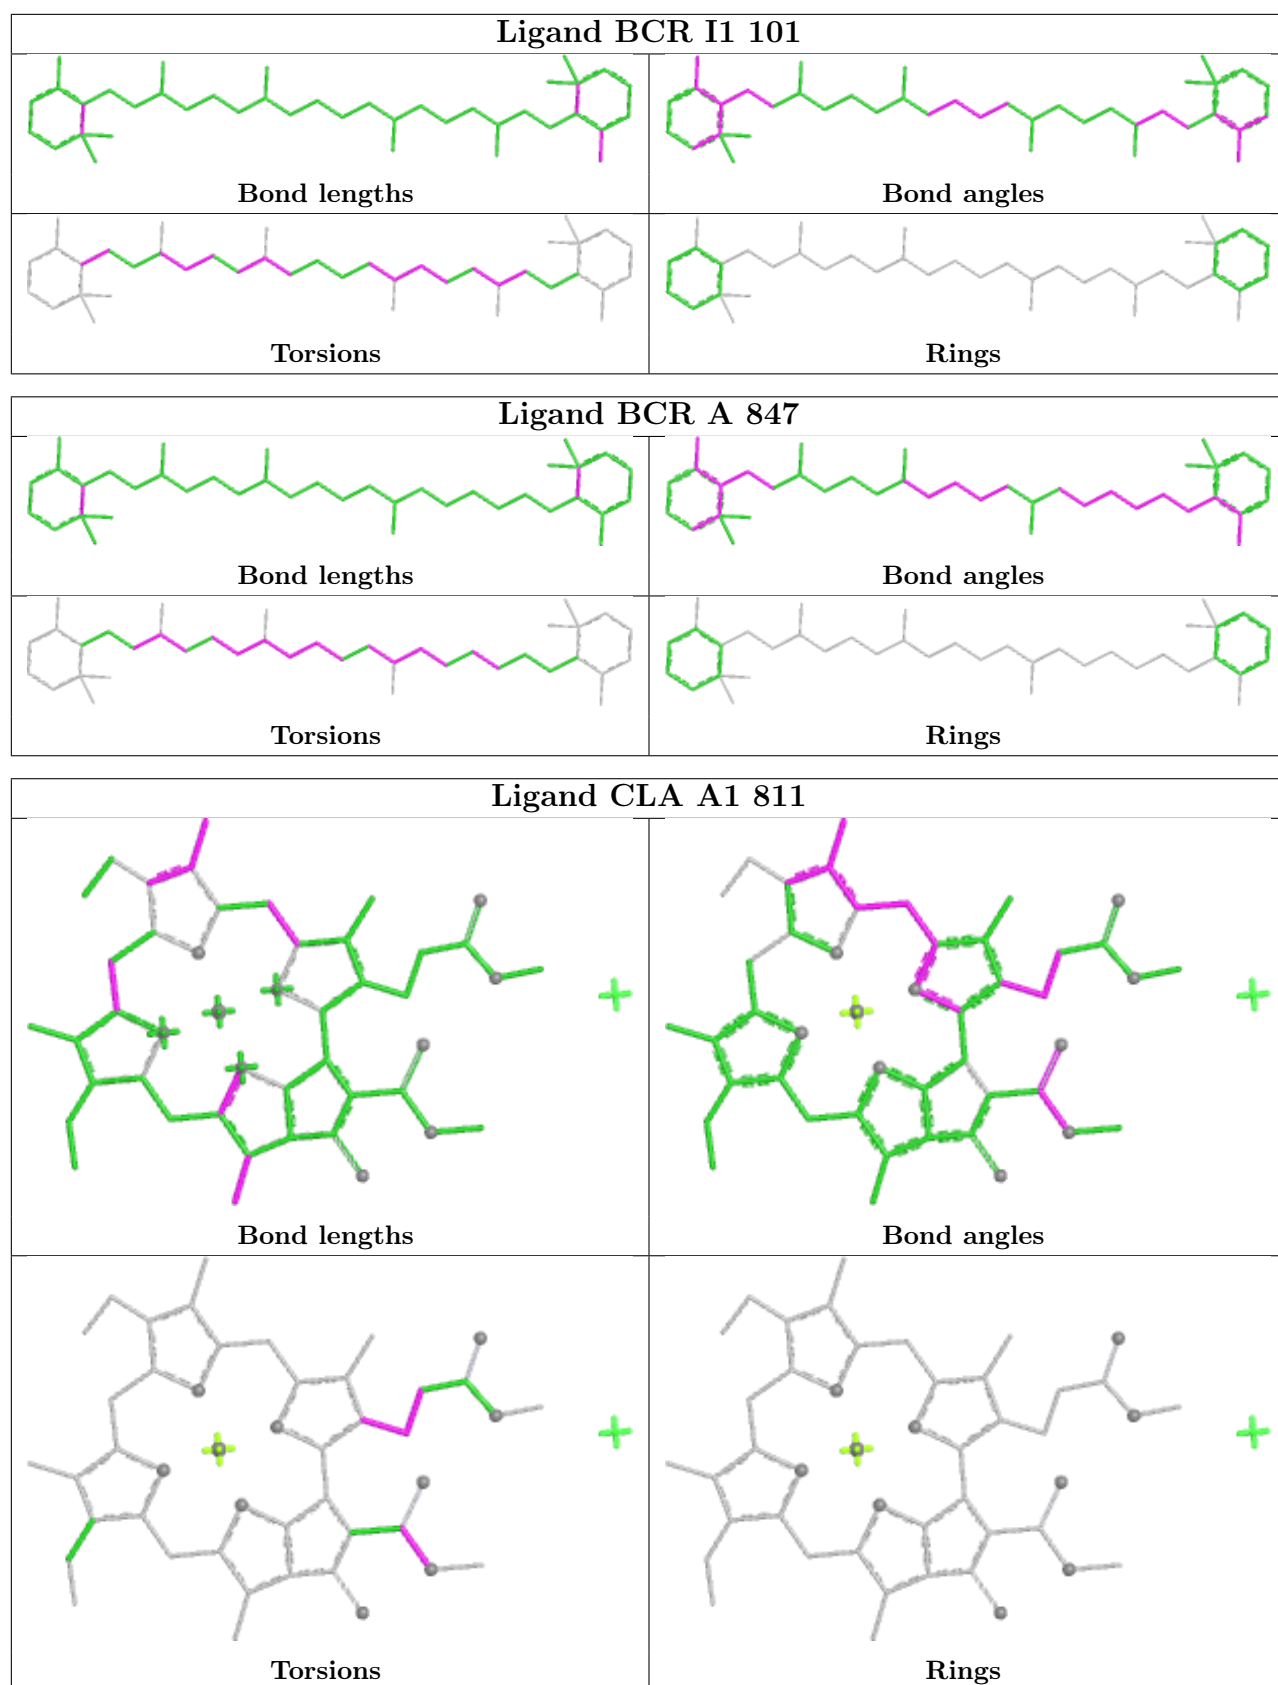 Ligand BCR I1 101
Bond lengths
Bond angles
Torsions
Rings
Ligand BCR A 847
Bond lengths
Bond angles
Torsions
Rings
Ligand CLA A1 811
Bond lengths
Bond angles
Torsions
Rings